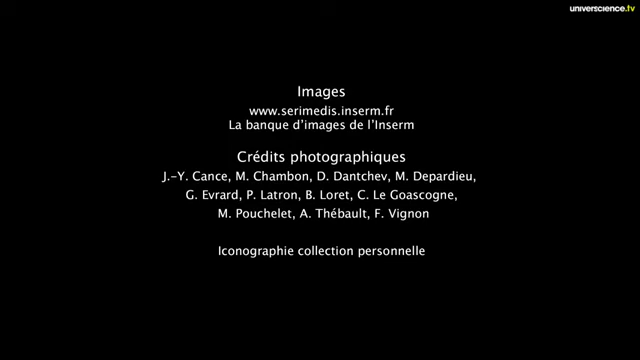 universcience.tv
Images
www.serimedis.inserm.fr
La banque d'images de l'Inserm
Crédits photographiques
J.-Y. Cance, M. Chambon, D. Dantchev, M. Depardieu,
G. Evrard, P. Latron, B. Loret, C. Le Goascogne,
M. Pouchelet, A. Thébault, F. Vignon
Iconographie collection personnelle